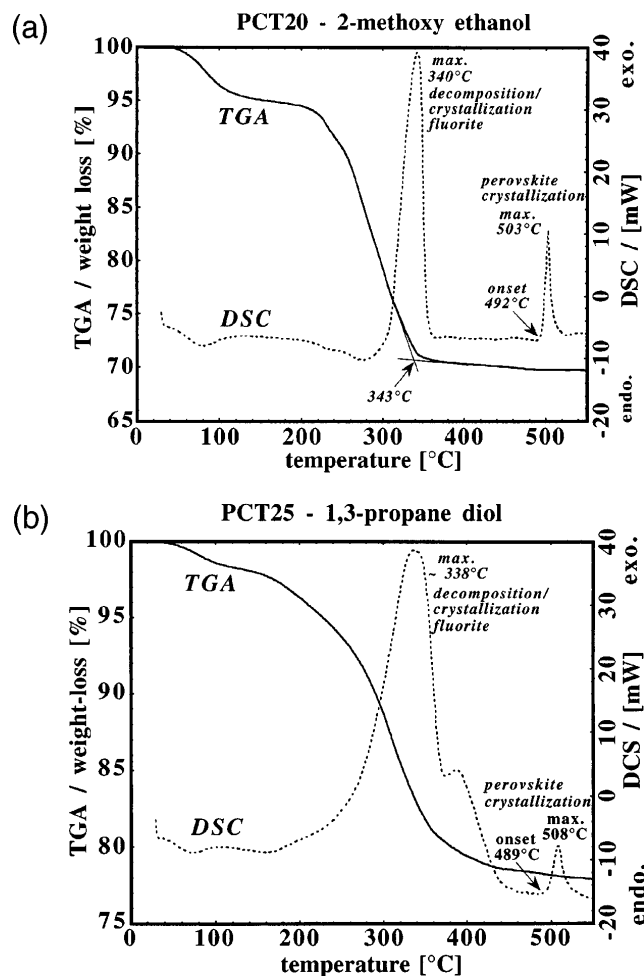 (a)
PCT20 - 2-methoxy ethanol
100
95
90
85
80
75
70
65
TGA / weight loss [%]
TGA
DSC
max.
340°C
decomposition/
crystallization
fluorite
perovskite
crystallization
max.
503°C
onset
492°C
343°C
40
30
20
10
0
-10
-20
exo.
DSC / [mW]
endo.
0 100 200 300 400 500
temperature [°C]
(b)
PCT25 - 1,3-propane diol
100
95
90
85
80
75
TGA / weight-loss [%]
TGA
DSC
max.
~ 338°C
decomposition/
crystallization
fluorite
perovskite
crystallization
max.
508°C
onset
489°C
40
30
20
10
0
-10
-20
exo.
DCS / [mW]
endo.
0 100 200 300 400 500
temperature [°C]